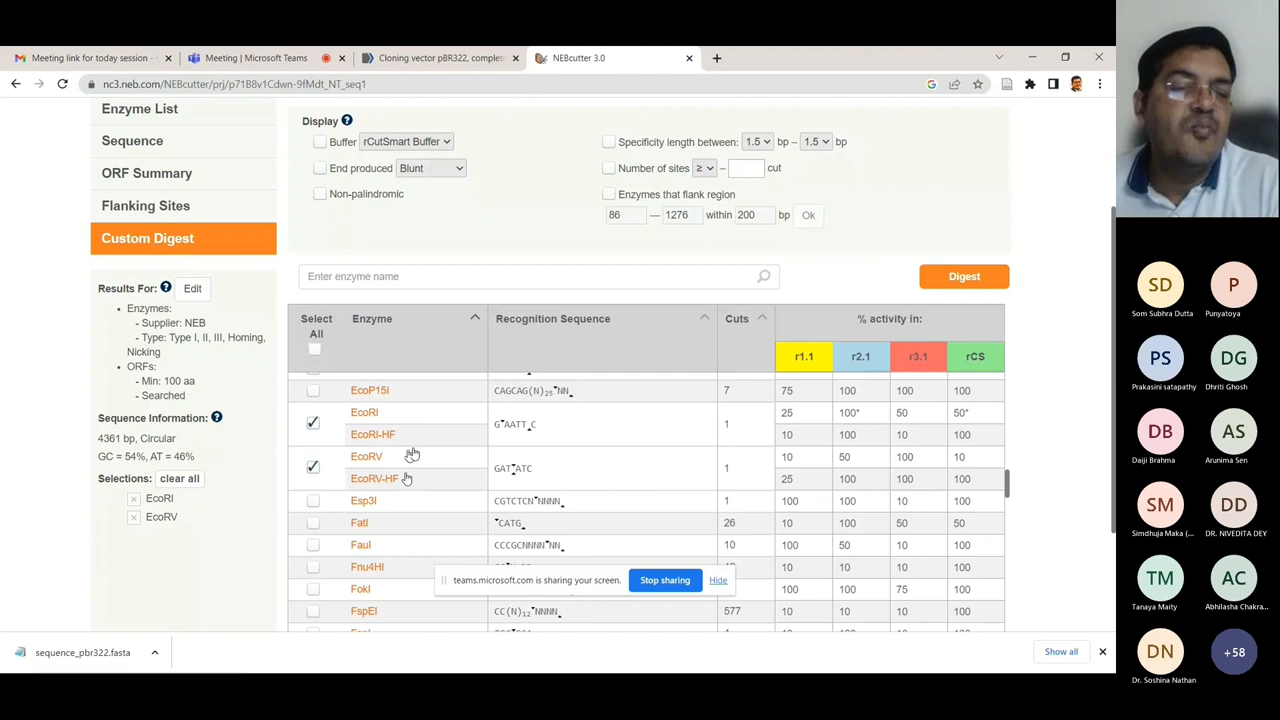 Meeting link for today session -
Meeting | Microsoft Teams
Cloning vector pBR322, complete
NEBcutter 3.0
nc3.neb.com/NEBcutter/prj/p71B8v1Cdwn-9fMdt_NT_seq1
Enzyme List
Sequence
ORF Summary
Flanking Sites
Custom Digest
Results For:
Edit
Enzymes:
- Supplier: NEB
- Type: Type I, II, III, Homing,
Nicking
ORFs:
- Min: 100 aa
- Searched
Sequence Information:
4361 bp, Circular
GC = 54%, AT = 46%
Selections: clear all
EcoRI
EcoRV
Display
Buffer rCutSmart Buffer
Specificity length between: 1.5 bp – 1.5 bp
End produced Blunt
Number of sites ≥ – cut
Non-palindromic
Enzymes that flank region
86 — 1276 within 200 bp Ok
Enter enzyme name
Digest
Select All Enzyme Recognition Sequence Cuts % activity in:
r1.1 r2.1 r3.1 rCS
EcoP15I CAGCAG(N)25▼NN▲ 7 75 100 100 100
EcoRI G▼AATT▲C 1 25 100* 50 50*
EcoRI-HF 10 100 10 100
EcoRV GAT▼ATC 1 10 50 100 100
EcoRV-HF 25 100 100 100
Esp3I CGTCTCN▼NNNN▲ 1 100 100 10 100
FatI ▼CATG▲ 26 10 100 50 50
FauI CCCGCNNNN▼NN▲ 10 100 50 10 100
Fnu4HI 10 10 10 100
FokI 100 100 75 100
FspEI CC(N)12▼NNNN▲ 577 10 10 10 100
teams.microsoft.com is sharing your screen.
Stop sharing
Hide
sequence_pbr322.fasta
Show all
SD
Som Subhra Dutta
P
Punyatoya
PS
Prakasini satapathy
DG
Dhriti Ghosh
DB
Daiji Brahma
AS
Arunima Sen
SM
Simdhuja Maka (...
DD
DR. NIVEDITA DEY
TM
Tanaya Maity
AC
Abhilasha Chakra...
DN
Dr. Soshina Nathan
+58